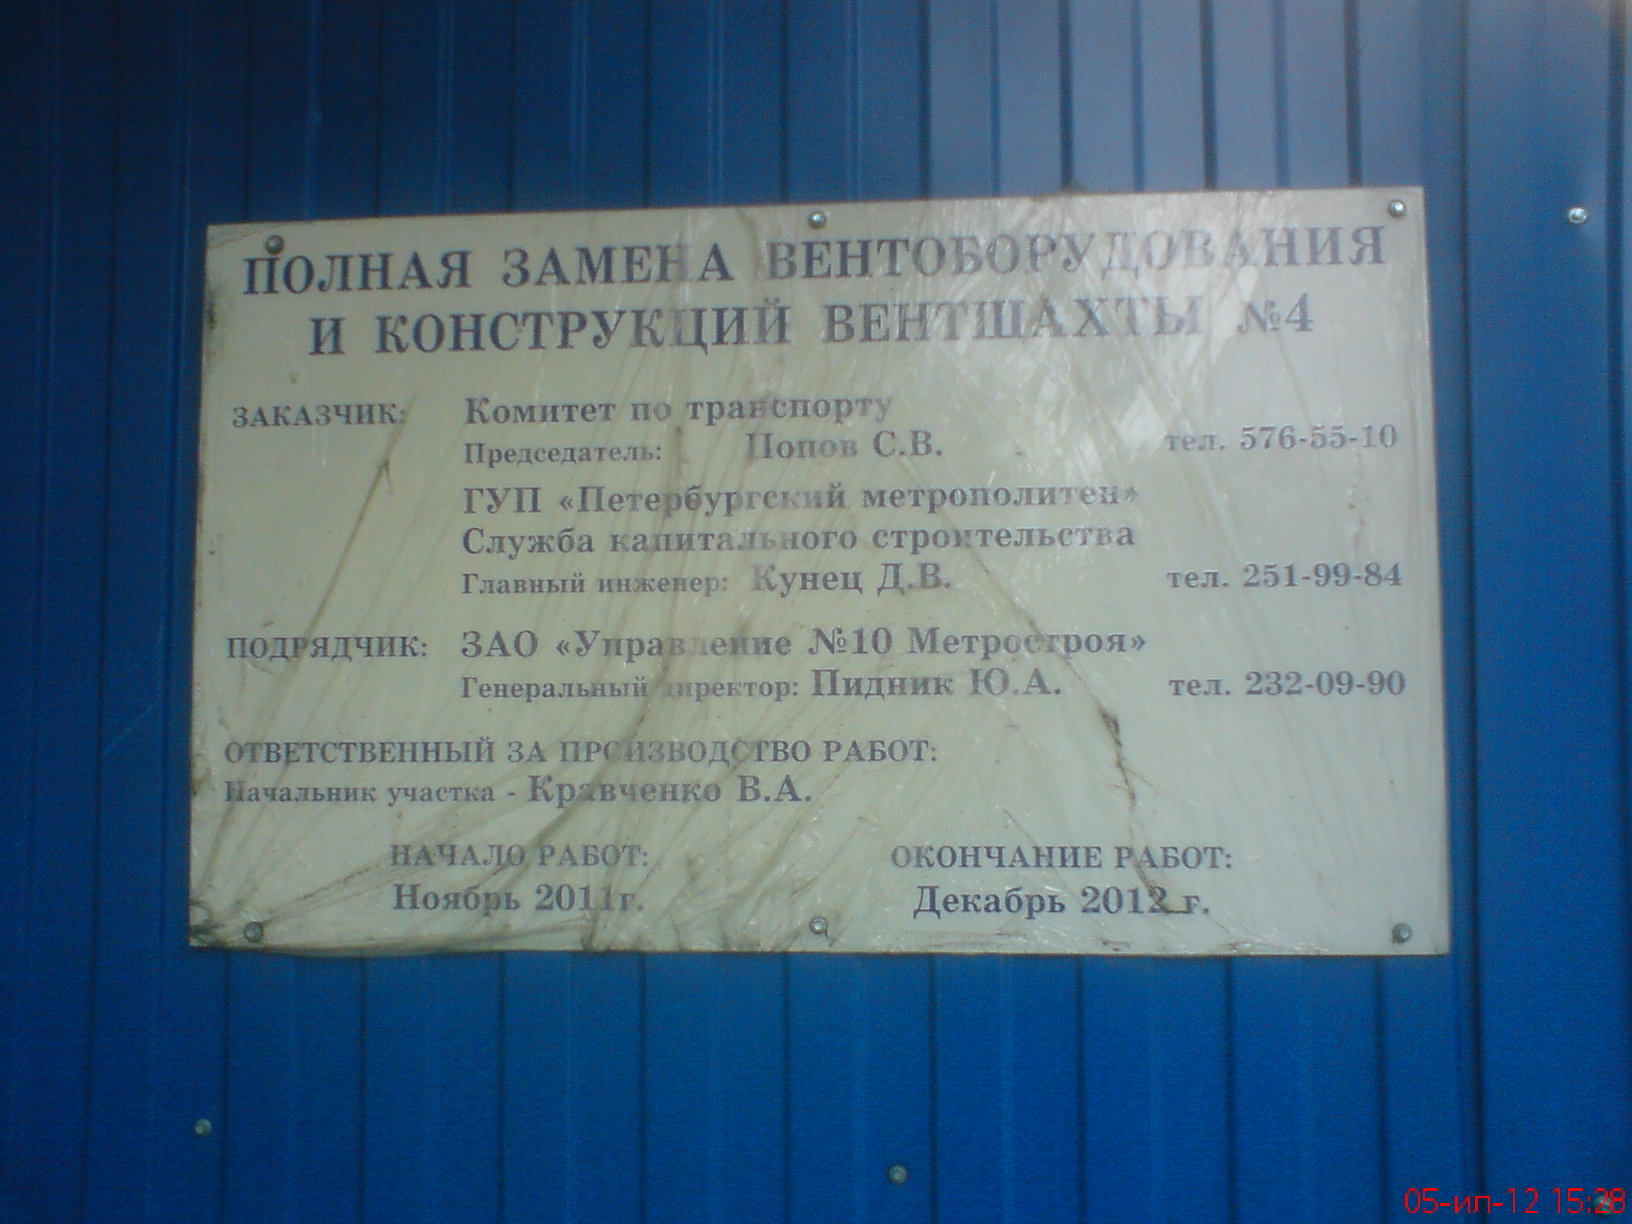 ПОЛНАЯ ЗАМЕНА ВЕНТОБОРУДОВАНИЯ
И КОНСТРУКЦИЙ ВЕНТШАХТЫ №4
ЗАКАЗЧИК: Комитет по транспорту
Председатель: Попов С.В. тел. 576-55-10
ГУП «Петербургский метрополитен»
Служба капитального строительства
Главный инженер: Кунец Д.В. тел. 251-99-84
ПОДРЯДЧИК: ЗАО «Управление №10 Метростроя»
Генеральный директор: Пидник Ю.А. тел. 232-09-90
ОТВЕТСТВЕННЫЙ ЗА ПРОИЗВОДСТВО РАБОТ:
Начальник участка - Кравченко В.А.
НАЧАЛО РАБОТ: ОКОНЧАНИЕ РАБОТ:
Ноябрь 2011г. Декабрь 2012 г.
05-ил-12 15:28